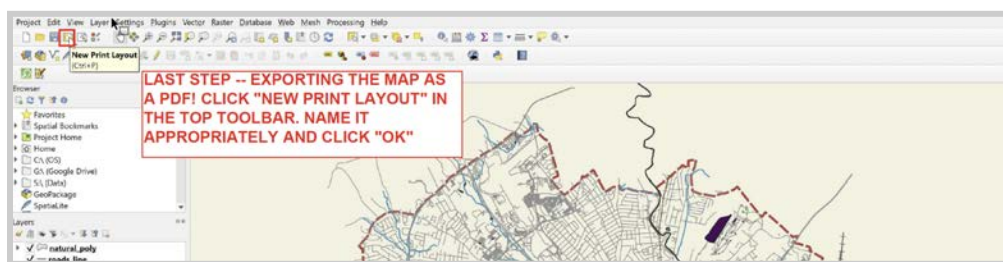 Project Edit View Layer Settings Plugins Vector Raster Database Web Mesh Processing Help
New Print Layout
(Ctrl+P)
LAST STEP -- EXPORTING THE MAP AS
A PDF! CLICK "NEW PRINT LAYOUT" IN
THE TOP TOOLBAR. NAME IT
APPROPRIATELY AND CLICK "OK"
Browser
Favorites
Spatial Bookmarks
Project Home
Home
C:\ (OS)
G:\ (Google Drive)
S:\ (Data)
GeoPackage
SpatiaLite
Layers
natural_poly
roads_line